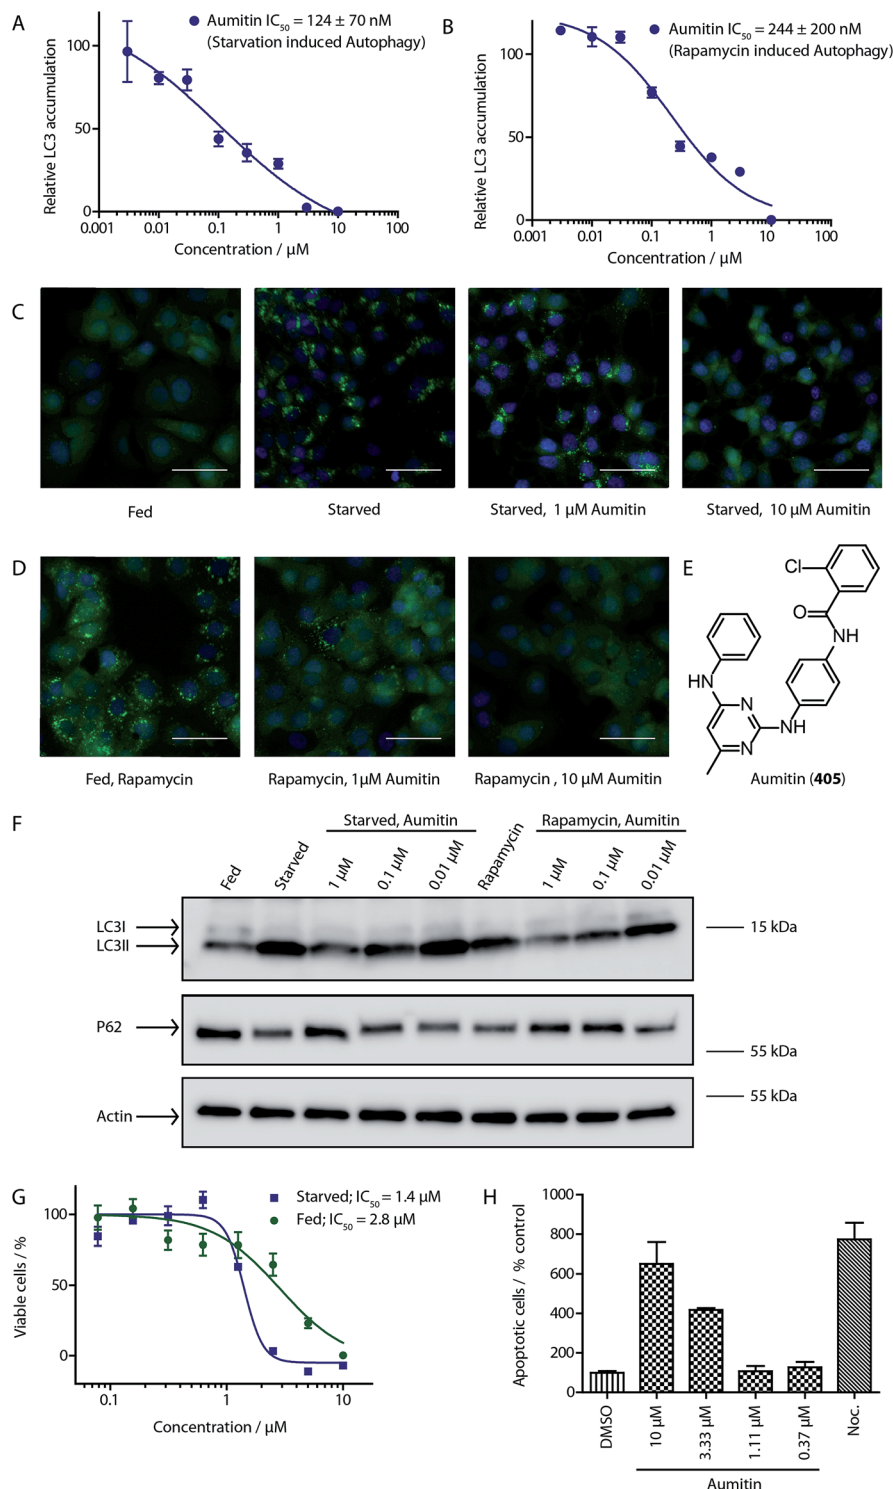 A
Aumitin IC50 = 124 ± 70 nM
(Starvation induced Autophagy)
Relative LC3 accumulation
100
50
0
0.001
0.01
0.1
1
10
100
Concentration / μM
B
Aumitin IC50 = 244 ± 200 nM
(Rapamycin induced Autophagy)
Relative LC3 accumulation
100
50
0
0.001
0.01
0.1
1
10
100
Concentration / μM
C
Fed
Starved
Starved, 1 μM Aumitin
Starved, 10 μM Aumitin
D
Fed, Rapamycin
Rapamycin, 1μM Aumitin
Rapamycin , 10 μM Aumitin
E
Cl
O
NH
HN
N
N
NH
Aumitin (405)
F
Starved, Aumitin
Rapamycin, Aumitin
Fed
Starved
1 μM
0.1 μM
0.01 μM
Rapamycin
1 μM
0.1 μM
0.01 μM
LC3I
LC3II
15 kDa
P62
55 kDa
55 kDa
Actin
G
Starved; IC50 = 1.4 μM
Fed; IC50 = 2.8 μM
Viable cells / %
100
50
0
0.1
1
10
Concentration / μM
H
Apoptotic cells / % control
1000
800
600
400
200
0
DMSO
10 μM
3.33 μM
1.11 μM
0.37 μM
Noc.
Aumitin